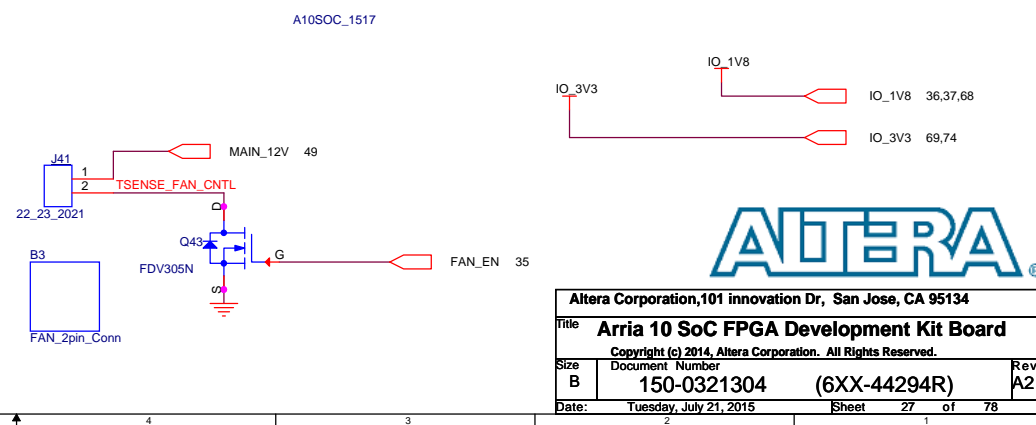 A10SOC_1517
IO_1V8
IO_3V3
IO_1V8 36,37,68
IO_3V3 69,74
J41
MAIN_12V 49
1
2
TSENSE_FAN_CNTL
22_23_2021
D
Q43
G
FDV305N
FAN_EN 35
S
B3
FAN_2pin_Conn
ALTERA
®
Altera Corporation,101 innovation Dr, San Jose, CA 95134
Title
Arria 10 SoC FPGA Development Kit Board
Copyright (c) 2014, Altera Corporation. All Rights Reserved.
Size
B
Document Number
150-0321304 (6XX-44294R)
Rev
A2
Date: Tuesday, July 21, 2015 Sheet 27 of 78
4 3 2 1